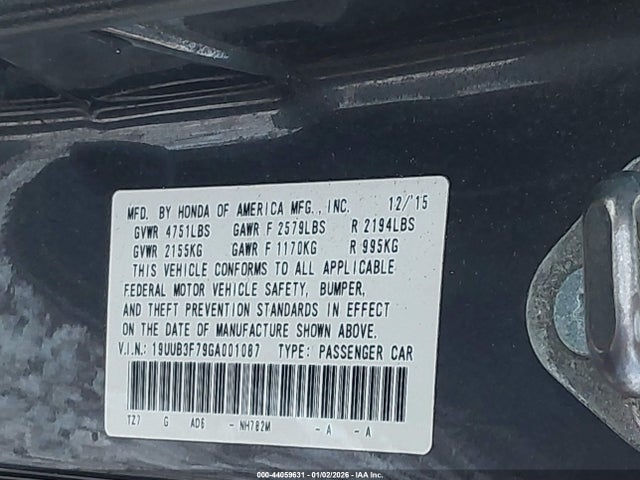 MFD. BY HONDA OF AMERICA MFG., INC. 12/15
GVWR 4751LBS GAWR F 2579LBS R 2194LBS
GVWR 2155KG GAWR F 1170KG R 995KG
THIS VEHICLE CONFORMS TO ALL APPLICABLE
FEDERAL MOTOR VEHICLE SAFETY, BUMPER,
AND THEFT PREVENTION STANDARDS IN EFFECT
ON THE DATE OF MANUFACTURE SHOWN ABOVE.
V.I.N.: 19UUB3F79GA001087 TYPE: PASSENGER CAR
TZ7 G AD6 - NH782M - A - A
000-44059631 - 01/02/2026 - IAA Inc.